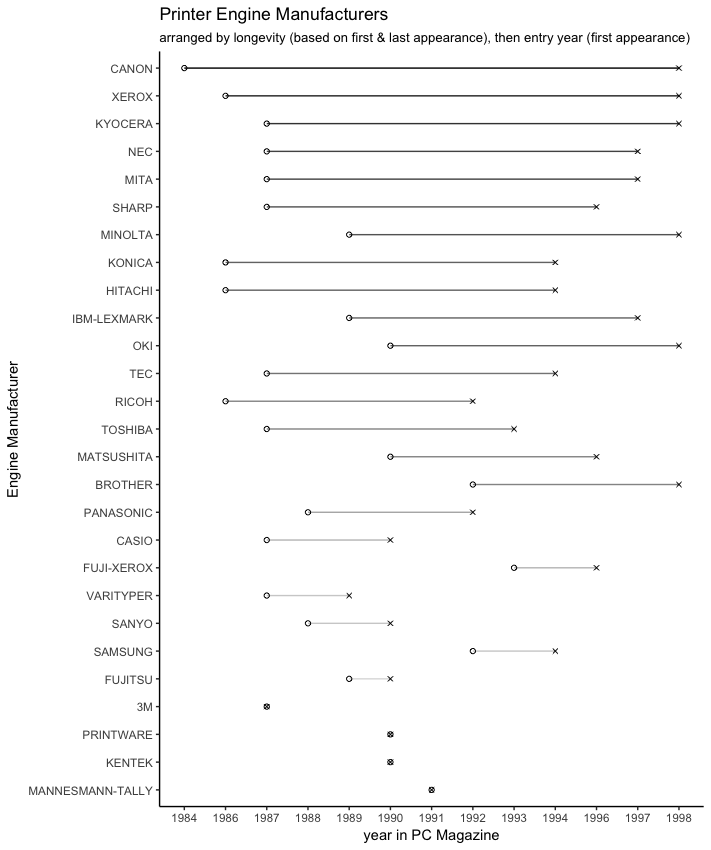 Printer Engine Manufacturers
arranged by longevity (based on first & last appearance), then entry year (first appearance)
CANON
XEROX
KYOCERA
NEC
MITA
SHARP
MINOLTA
KONICA
HITACHI
IBM-LEXMARK
OKI
TEC
RICOH
TOSHIBA
MATSUSHITA
BROTHER
PANASONIC
CASIO
FUJI-XEROX
VARITYPER
SANYO
SAMSUNG
FUJITSU
3M
PRINTWARE
KENTEK
MANNESMANN-TALLY
Engine Manufacturer
1984 1986 1987 1988 1989 1990 1991 1992 1993 1994 1996 1997 1998
year in PC Magazine